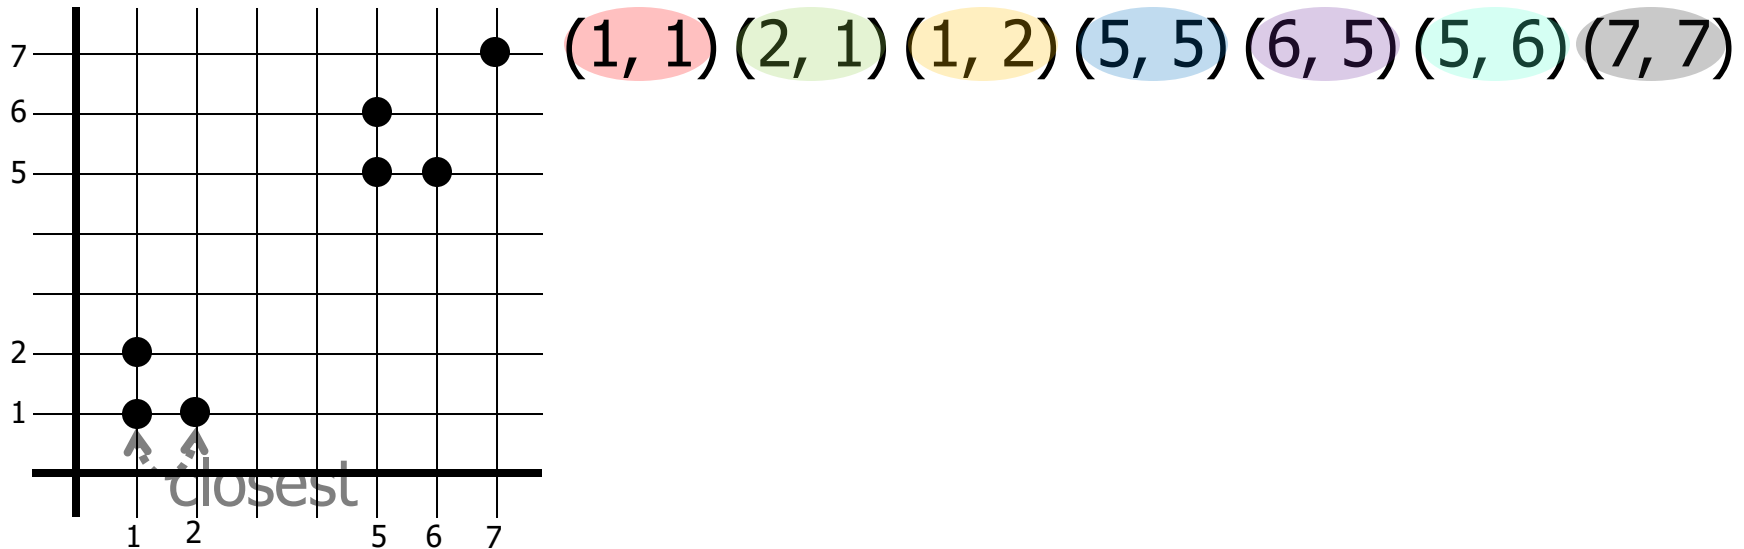 (1, 1) (2, 1) (1, 2) (5, 5) (6, 5) (5, 6) (7, 7)
7
6
5
2
1
closest
1 2 5 6 7